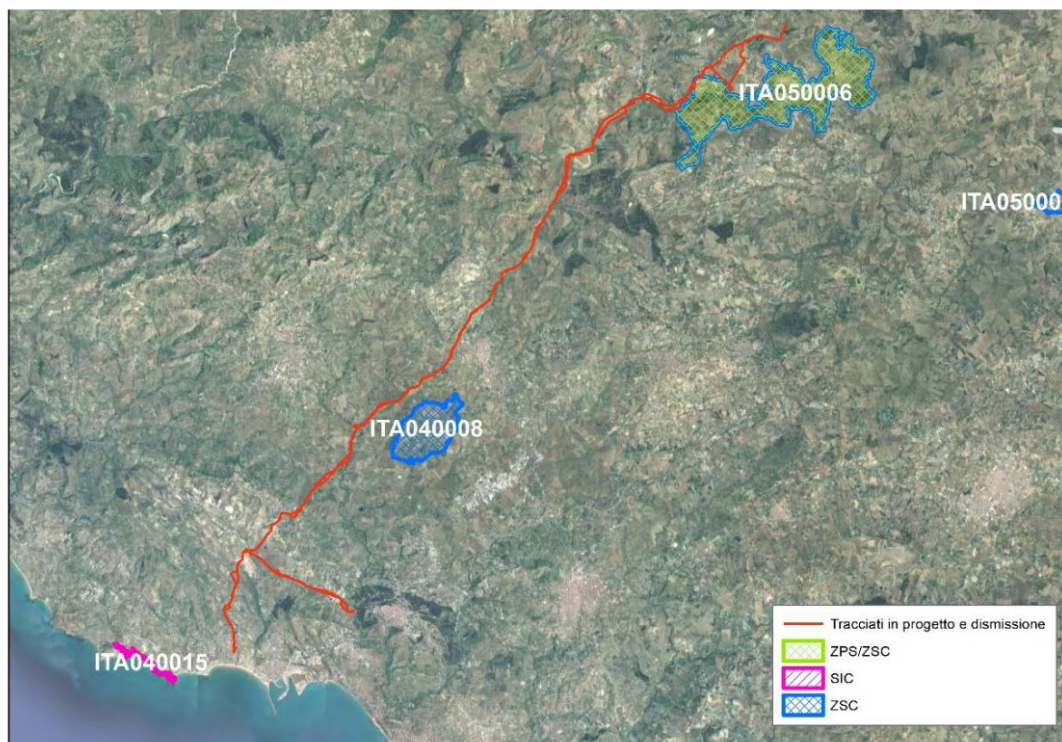 ITA050006
ITA05000
ITA040008
ITA040015
Tracciati in progetto e dismissione
ZPS/ZSC
SIC
ZSC